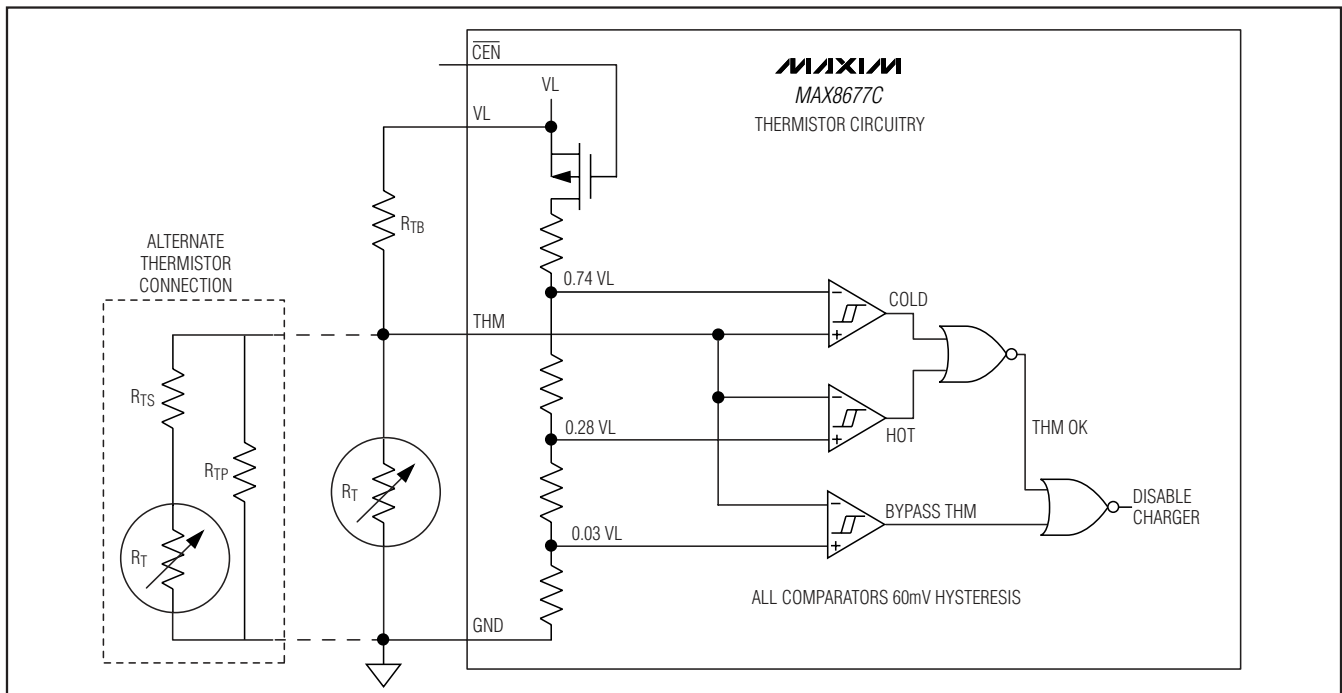 CEN
MAXIM
MAX8677C
THERMISTOR CIRCUITRY
VL
VL
RTB
ALTERNATE
THERMISTOR
CONNECTION
0.74 VL
COLD
THM
RTS
RTP
RT
0.28 VL
HOT
THM OK
RT
BYPASS THM
DISABLE
CHARGER
0.03 VL
ALL COMPARATORS 60mV HYSTERESIS
GND